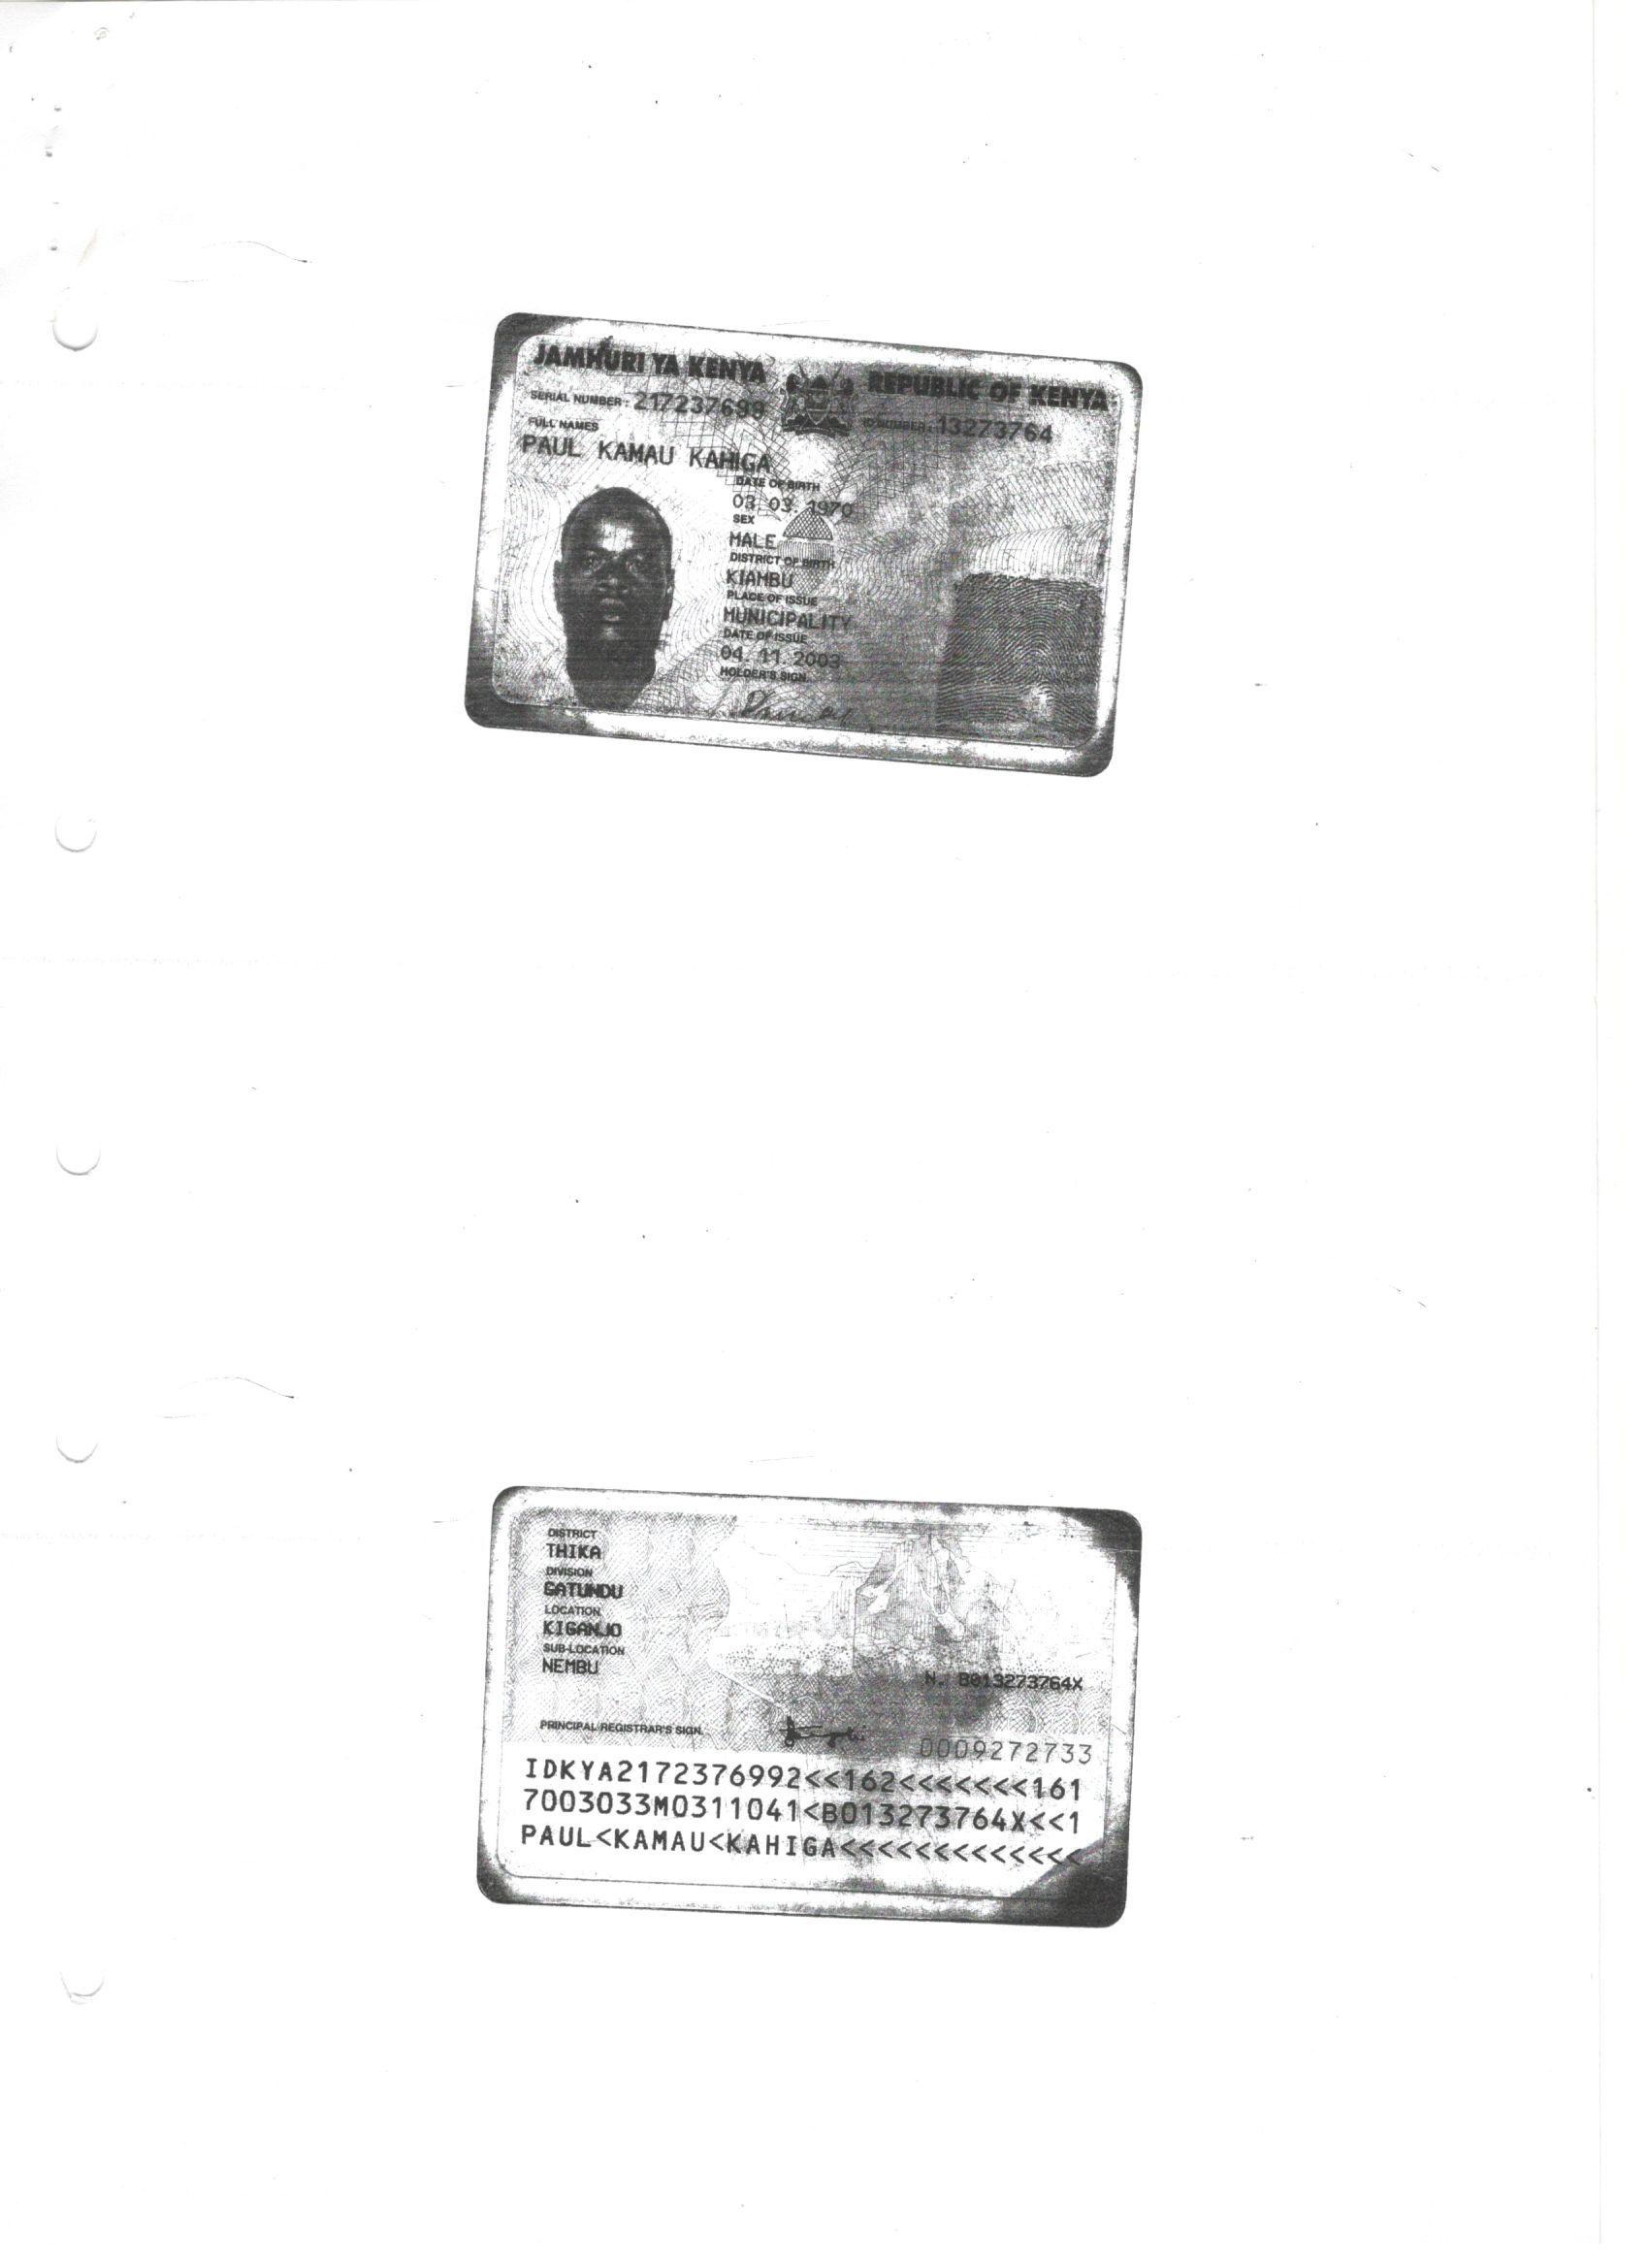 JAMHURI YA KENYA REPUBLIC OF KENYA
SERIAL NUMBER: 217237699 ID NUMBER: 13273764
FULL NAMES
PAUL KAMAU KAHIGA
DATE OF BIRTH
03. 03. 1970
SEX
MALE
DISTRICT OF BIRTH
KIAMBU
PLACE OF ISSUE
MUNICIPALITY
DATE OF ISSUE
04. 11. 2003
HOLDER'S SIGN.
DISTRICT
THIKA
DIVISION
GATUNDU
LOCATION
KIGANJO
SUB-LOCATION
NEMBU
N. B013273764X
PRINCIPAL REGISTRAR'S SIGN.
0009272733
IDKYA2172376992<<162<<<<<<<161
7003033M0311041<B013273764X<<1
PAUL<KAMAU<KAHIGA<<<<<<<<<<<<<